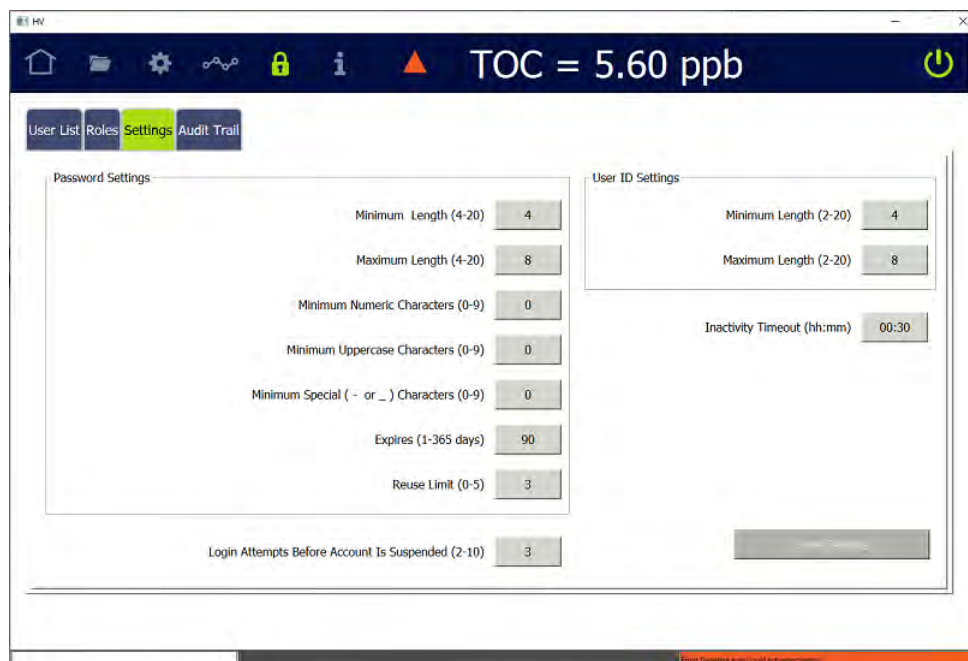 HV
TOC = 5.60 ppb
User List Roles Settings Audit Trail
Password Settings
Minimum Length (4-20) 4
Maximum Length (4-20) 8
Minimum Numeric Characters (0-9) 0
Minimum Uppercase Characters (0-9) 0
Minimum Special ( - or _ ) Characters (0-9) 0
Expires (1-365 days) 90
Reuse Limit (0-5) 3
Login Attempts Before Account Is Suspended (2-10) 3
User ID Settings
Minimum Length (2-20) 4
Maximum Length (2-20) 8
Inactivity Timeout (hh:mm) 00:30